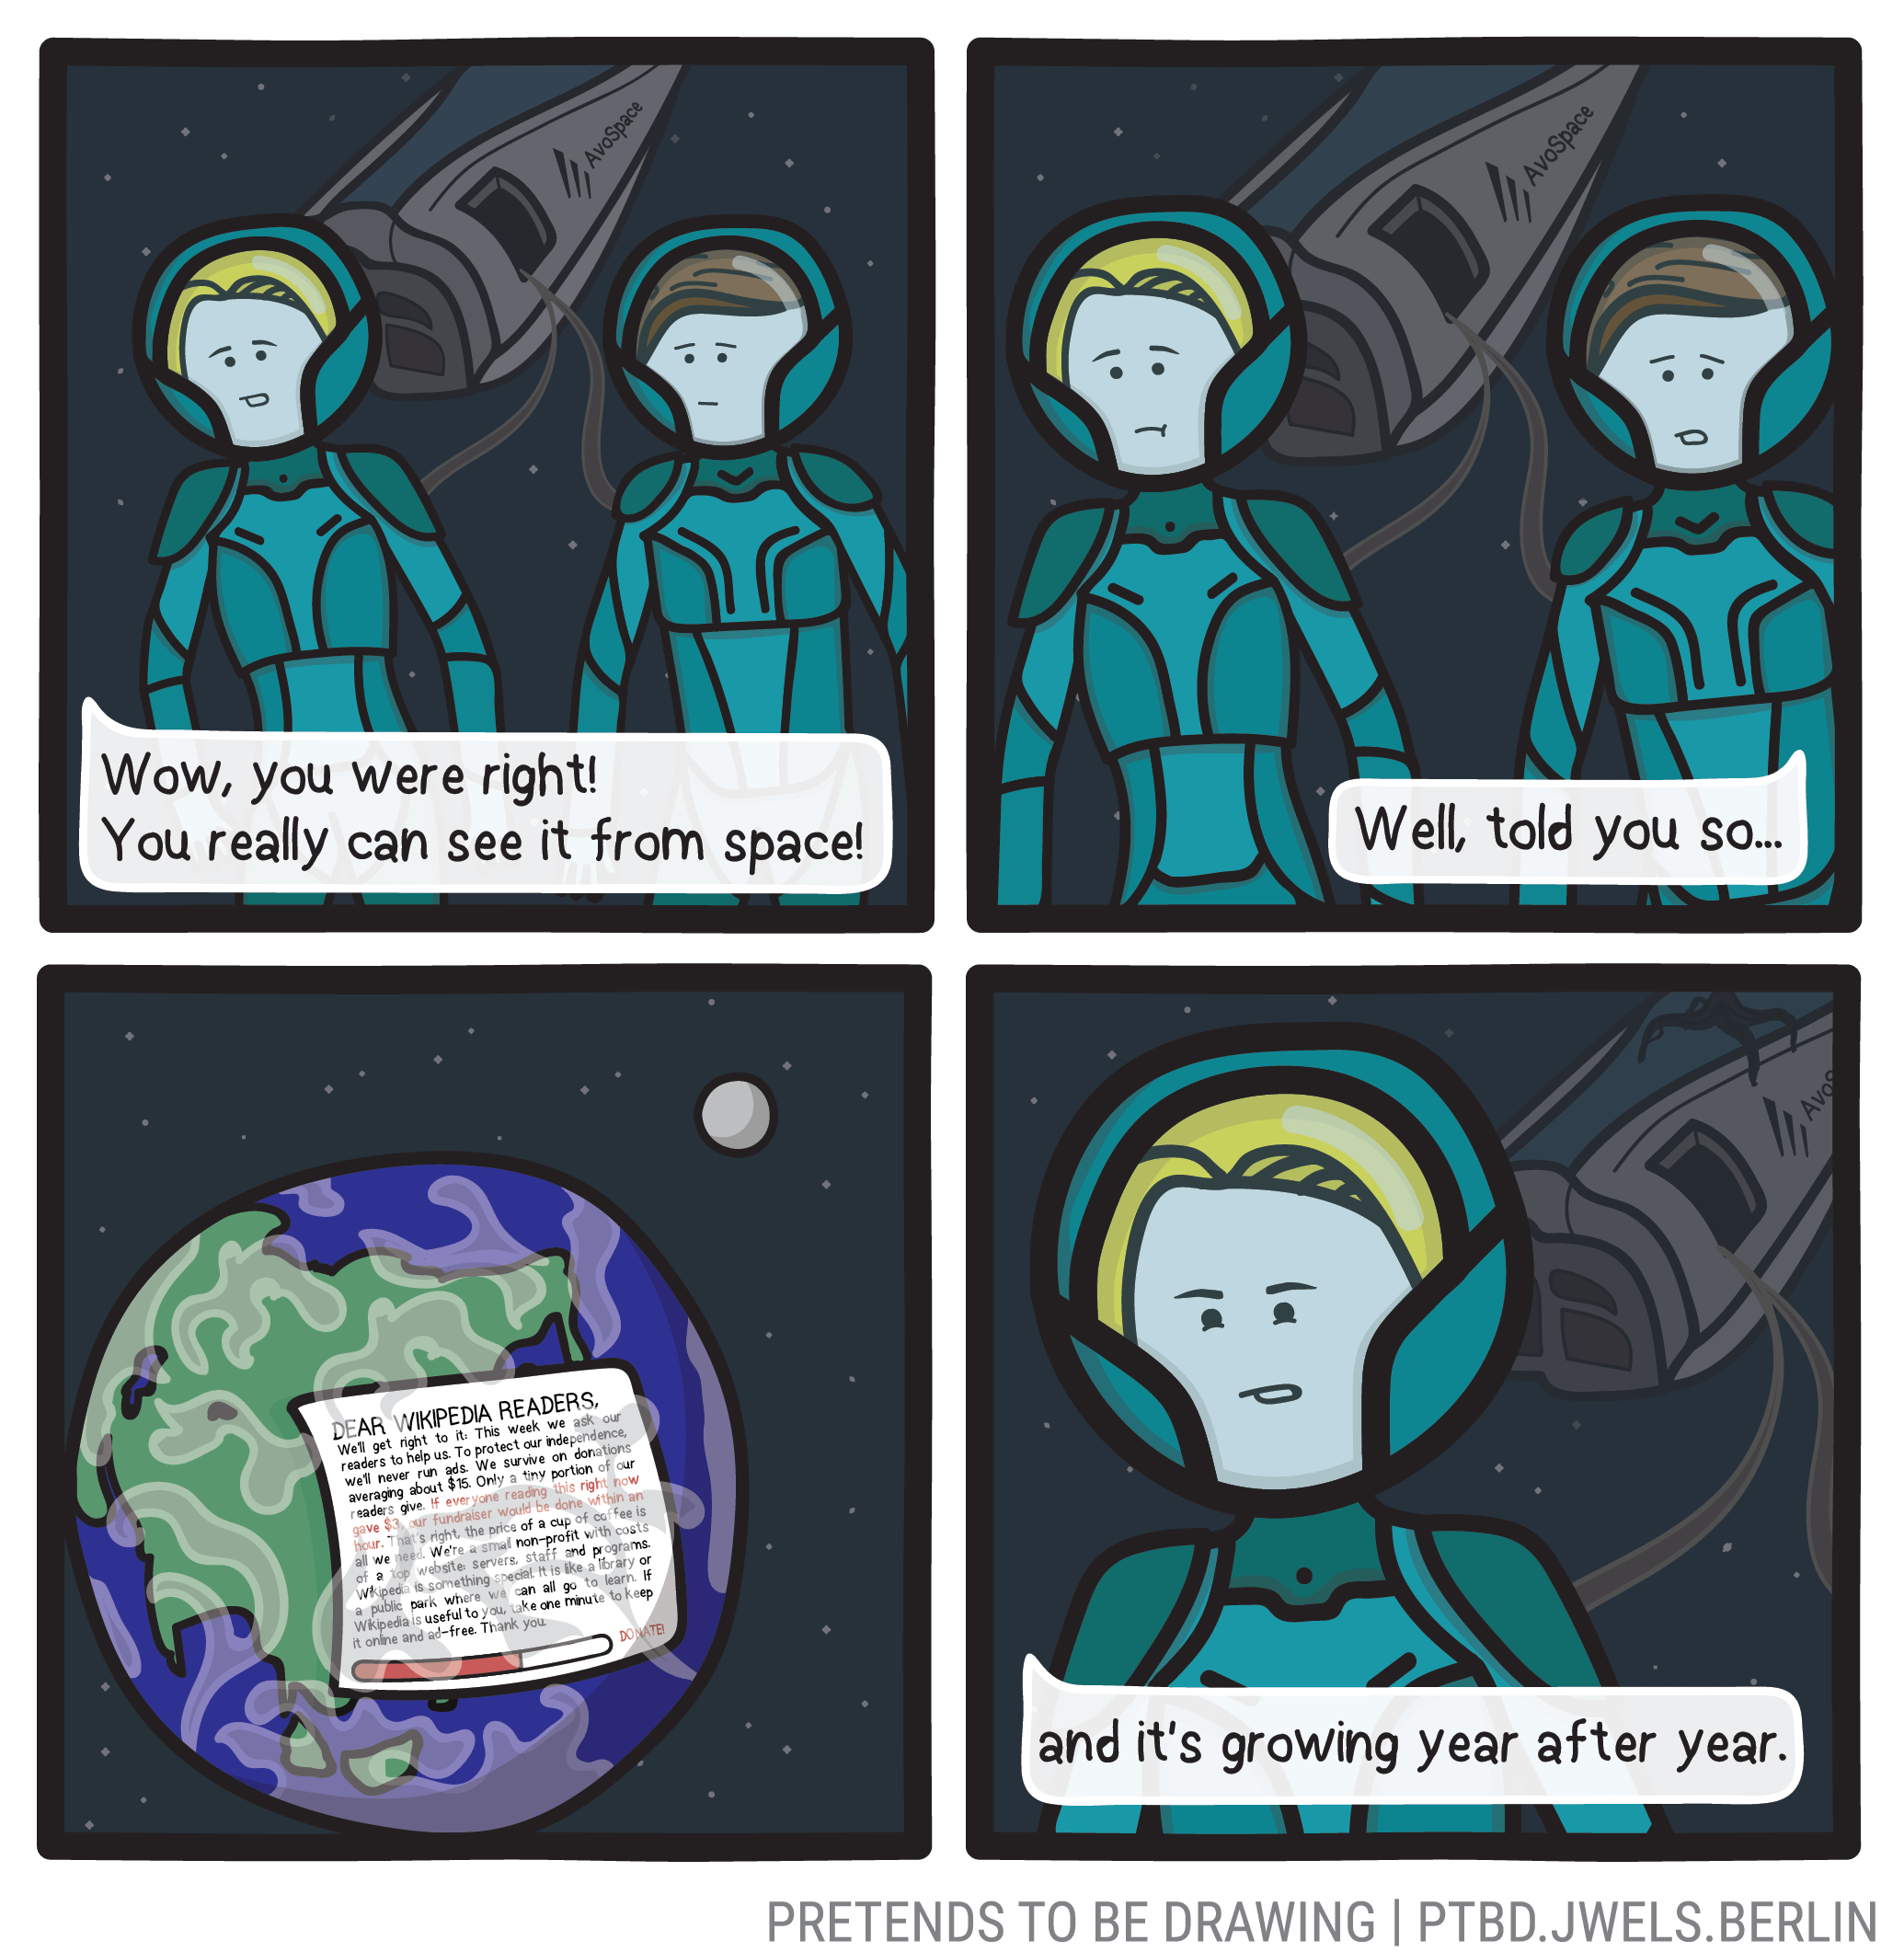 AvoSpace
Wow, you were right!
You really can see it from space!
AvoSpace
Well, told you so...
DEAR WIKIPEDIA READERS,
We'll get right to it: This week we ask our
readers to help us. To protect our independence,
we'll never run ads. We survive on donations
averaging about $15. Only a tiny portion of our
readers give. If everyone reading this right now
gave $3, our fundraiser would be done within an
hour. That's right, the price of a cup of coffee is
all we need. We're a small non-profit with costs
of a top website: servers, staff and programs.
Wikipedia is something special. It is like a library or
a public park where we can all go to learn. If
Wikipedia is useful to you, take one minute to keep
it online and ad-free. Thank you.
DONATE!
AvoS
and it's growing year after year.
PRETENDS TO BE DRAWING | PTBD.JWELS.BERLIN